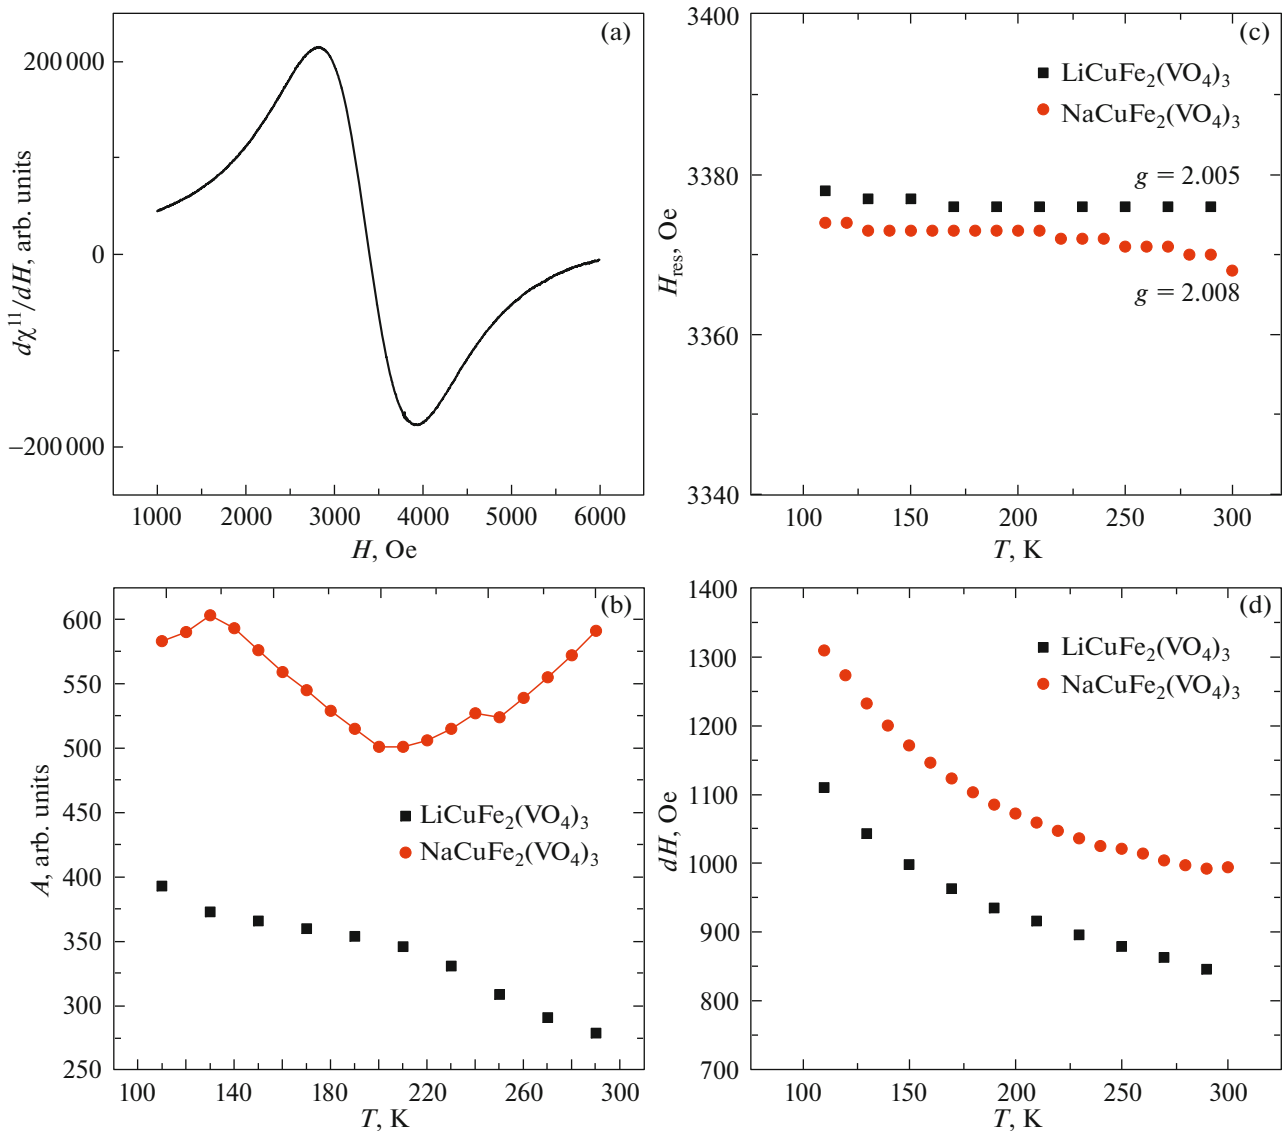 (a)
200 000
0
−200 000
dχ¹¹/dH, arb. units
1000 2000 3000 4000 5000 6000
H, Oe
(c)
3400
3380
3360
3340
H_res, Oe
LiCuFe₂(VO₄)₃
NaCuFe₂(VO₄)₃
g = 2.005
g = 2.008
100 150 200 250 300
T, K
(b)
600
550
500
450
400
350
300
250
A, arb. units
LiCuFe₂(VO₄)₃
NaCuFe₂(VO₄)₃
100 140 180 220 260 300
T, K
(d)
1400
1300
1200
1100
1000
900
800
700
dH, Oe
LiCuFe₂(VO₄)₃
NaCuFe₂(VO₄)₃
100 150 200 250 300
T, K